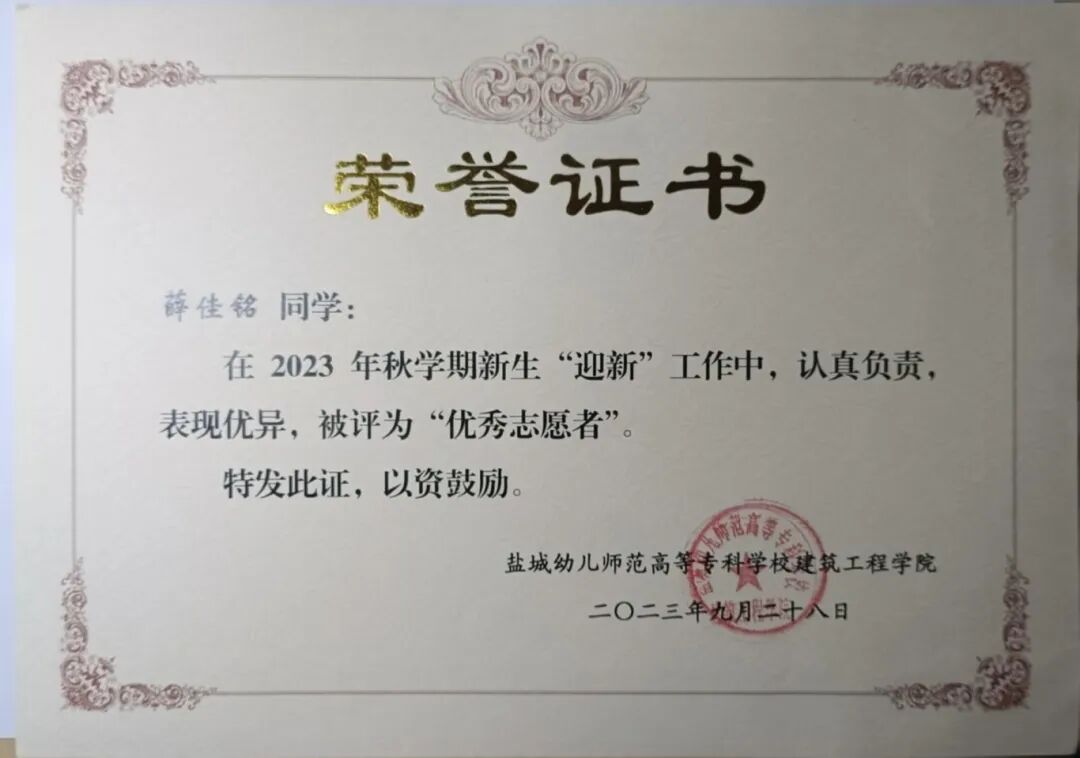 荣誉证书
薛佳铭 同学：
在 2023 年秋学期新生“迎新”工作中，认真负责，
表现优异，被评为“优秀志愿者”。
特发此证，以资鼓励。
盐城幼儿师范高等专科学校建筑工程学院
二〇二三年九月二十八日